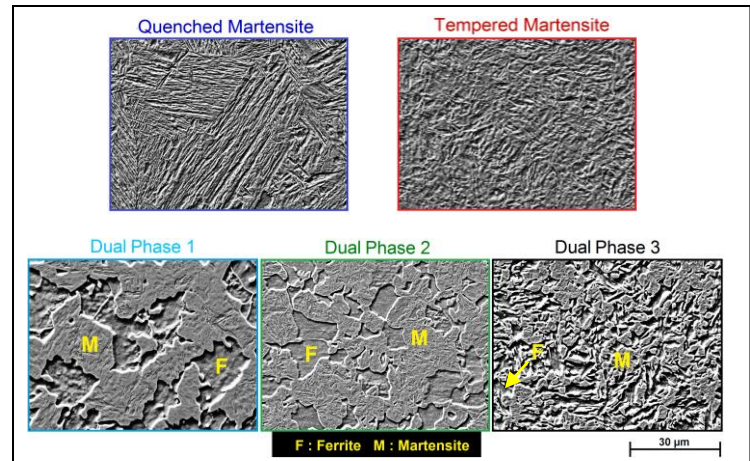 Quenched Martensite
Tempered Martensite
Dual Phase 1
Dual Phase 2
Dual Phase 3
M
F
F
M
F
M
F : Ferrite M : Martensite
30 μm